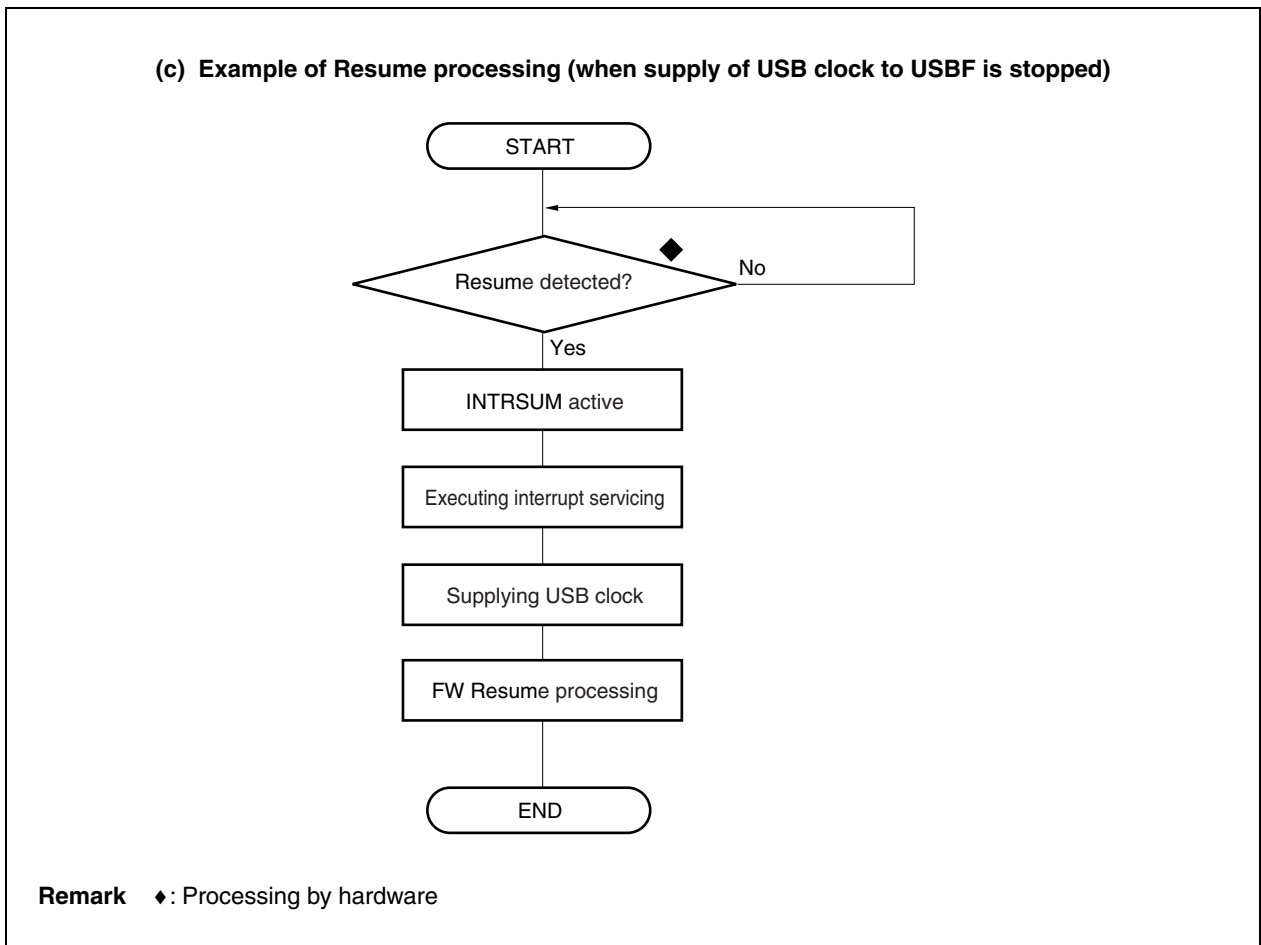 (c) Example of Resume processing (when supply of USB clock to USBF is stopped)
START
Resume detected?
No
Yes
INTRSUM active
Executing interrupt servicing
Supplying USB clock
FW Resume processing
END
Remark ♦: Processing by hardware